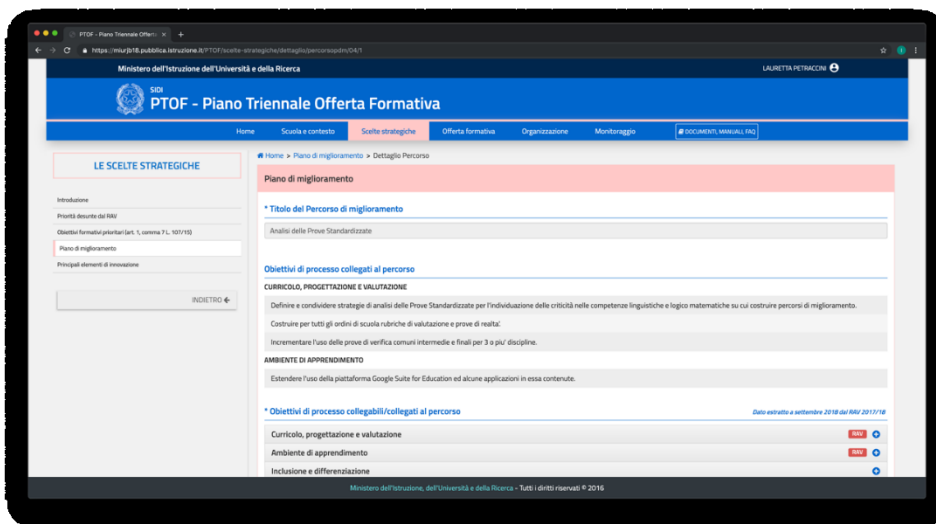 PTOF - Piano Triennale Offerta
https://miurjb18.pubblica.istruzione.it/PTOF/scelte-strategiche/dettaglio/percorsopdm/04/1
Ministero dell'Istruzione dell'Università e della Ricerca
LAURETTA PETRACCINI
SIDI
PTOF - Piano Triennale Offerta Formativa
Home Scuola e contesto Scelte strategiche Offerta formativa Organizzazione Monitoraggio DOCUMENTI, MANUALI, FAQ
LE SCELTE STRATEGICHE
Introduzione
Priorità desunte dal RAV
Obiettivi formativi prioritari (art. 1, comma 7 L. 107/15)
Piano di miglioramento
Principali elementi di innovazione
INDIETRO
Home > Piano di miglioramento > Dettaglio Percorso
Piano di miglioramento
* Titolo del Percorso di miglioramento
Analisi delle Prove Standardizzate
Obiettivi di processo collegati al percorso
CURRICOLO, PROGETTAZIONE E VALUTAZIONE
Definire e condividere strategie di analisi delle Prove Standardizzate per l'individuazione delle criticità nelle competenze linguistiche e logico matematiche su cui costruire percorsi di miglioramento.
Costruire per tutti gli ordini di scuola rubriche di valutazione e prove di realta'.
Incrementare l'uso delle prove di verifica comuni intermedie e finali per 3 o piu' discipline.
AMBIENTE DI APPRENDIMENTO
Estendere l'uso della piattaforma Google Suite for Education ed alcune applicazioni in essa contenute.
* Obiettivi di processo collegabili/collegati al percorso
Dato estratto a settembre 2018 dal RAV 2017/18
Curricolo, progettazione e valutazione RAV
Ambiente di apprendimento RAV
Inclusione e differenziazione
Ministero dell'Istruzione, dell'Università e della Ricerca - Tutti i diritti riservati © 2016